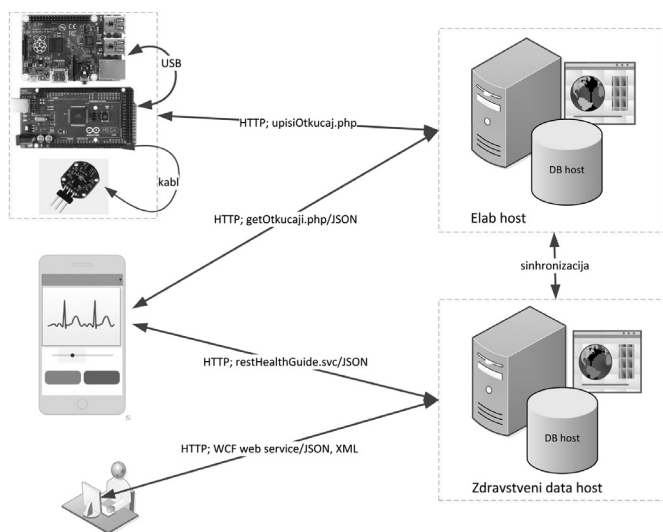 USB
HTTP; upisiOtkucaj.php
kabl
DB host
Elab host
HTTP; getOtkucaji.php/JSON
sinhronizacija
HTTP; restHealthGuide.svc/JSON
DB host
HTTP; WCF web service/JSON, XML
Zdravstveni data host